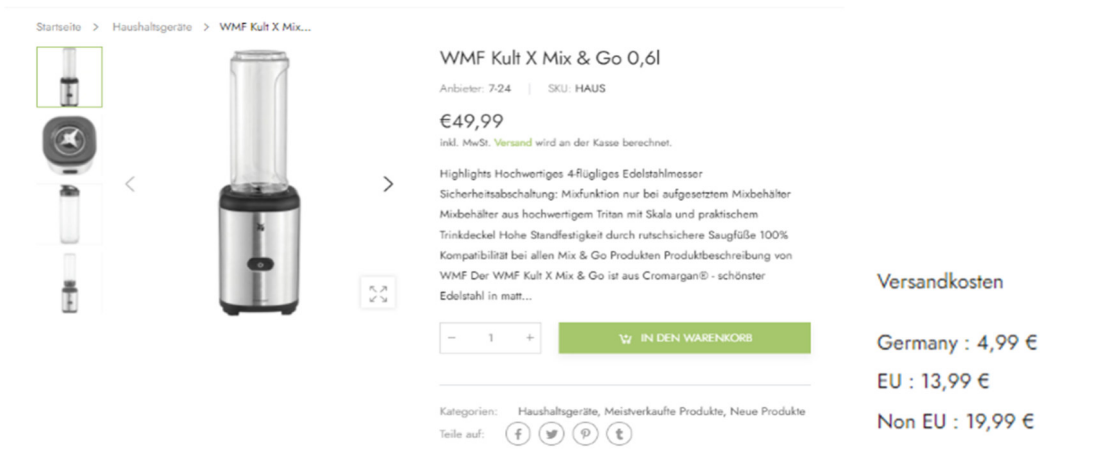 Startseite > Haushaltsgeräte > WMF Kult X Mix...
WMF Kult X Mix & Go 0,6l
Anbieter: 7-24 | SKU: HAUS
€49,99
inkl. MwSt. Versand wird an der Kasse berechnet.
Highlights Hochwertiges 4-flügliges Edelstahlmesser
Sicherheitsabschaltung: Mixfunktion nur bei aufgesetztem Mixbehälter
Mixbehälter aus hochwertigem Tritan mit Skala und praktischem
Trinkdeckel Hohe Standfestigkeit durch rutschsichere Saugfüße 100%
Kompatibilität bei allen Mix & Go Produkten Produktbeschreibung von
WMF Der WMF Kult X Mix & Go ist aus Cromargan® - schönster
Edelstahl in matt...
− 1 +
IN DEN WARENKORB
Kategorien: Haushaltsgeräte, Meistverkaufte Produkte, Neue Produkte
Teile auf:
Versandkosten
Germany : 4,99 €
EU : 13,99 €
Non EU : 19,99 €